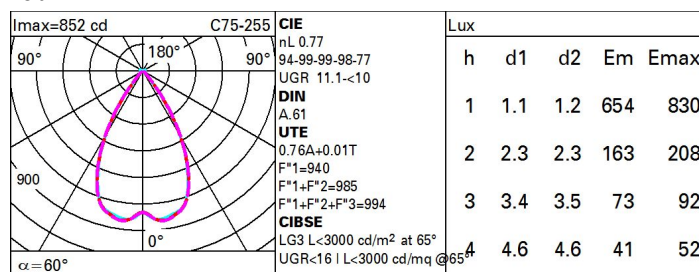 Imax=852 cd C75-255
90° 180° 90°
900
0°
α=60°
CIE
nL 0.77
94-99-99-98-77
UGR 11.1-<10
DIN
A.61
UTE
0.76A+0.01T
F"1=940
F"1+F"2=985
F"1+F"2+F"3=994
CIBSE
LG3 L<3000 cd/m² at 65°
UGR<16 | L<3000 cd/mq @65°
Lux
h d1 d2 Em Emax
1 1.1 1.2 654 830
2 2.3 2.3 163 208
3 3.4 3.5 73 92
4 4.6 4.6 41 52